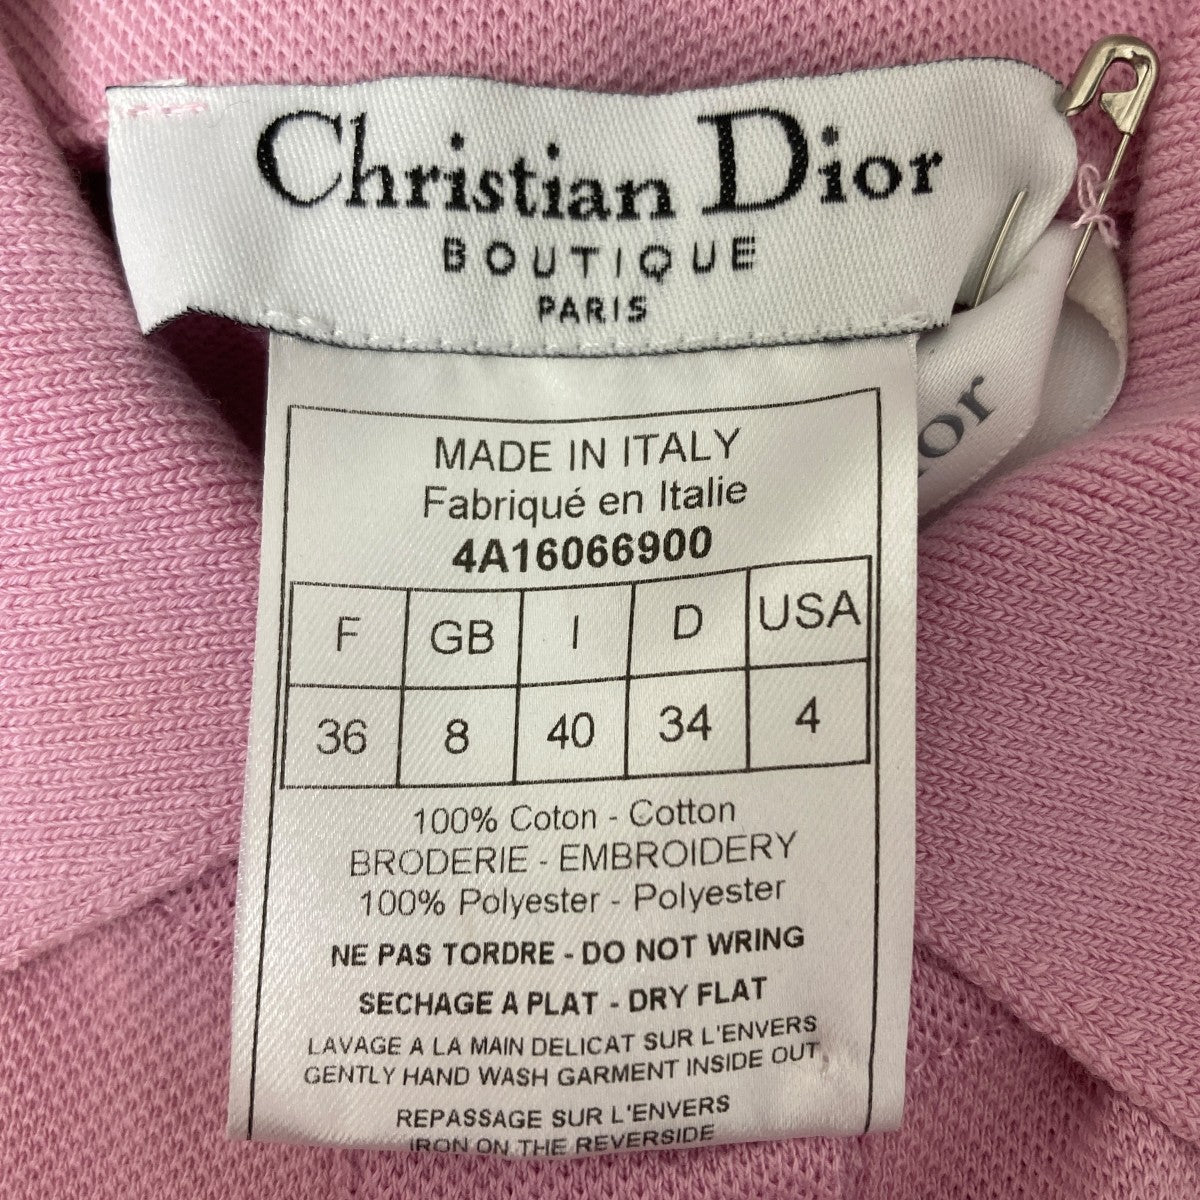 Christian Dior
BOUTIQUE
PARIS
MADE IN ITALY
Fabriqué en Italie
4A16066900
F GB I D USA
36 8 40 34 4
100% Coton - Cotton
BRODERIE - EMBROIDERY
100% Polyester - Polyester
NE PAS TORDRE - DO NOT WRING
SECHAGE A PLAT - DRY FLAT
LAVAGE A LA MAIN DELICAT SUR L'ENVERS
GENTLY HAND WASH GARMENT INSIDE OUT
REPASSAGE SUR L'ENVERS
IRON ON THE REVERSIDE